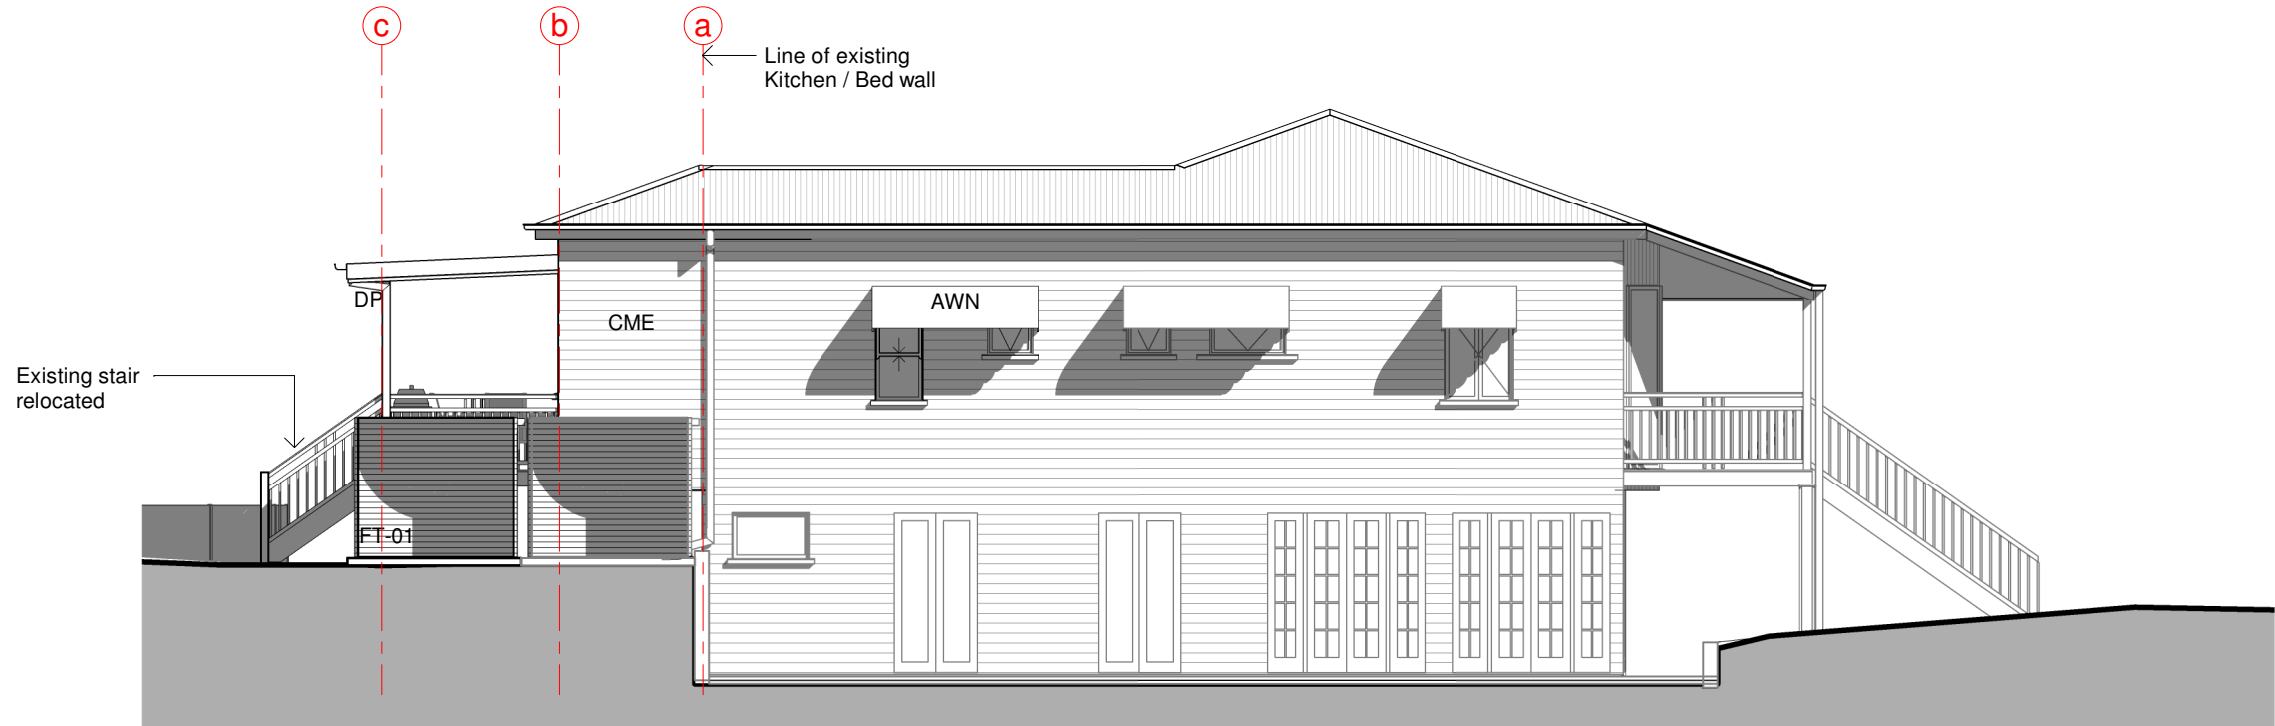 c
b
a
Line of existing
Kitchen / Bed wall
DP
AWN
CME
Existing stair
relocated
FT-01